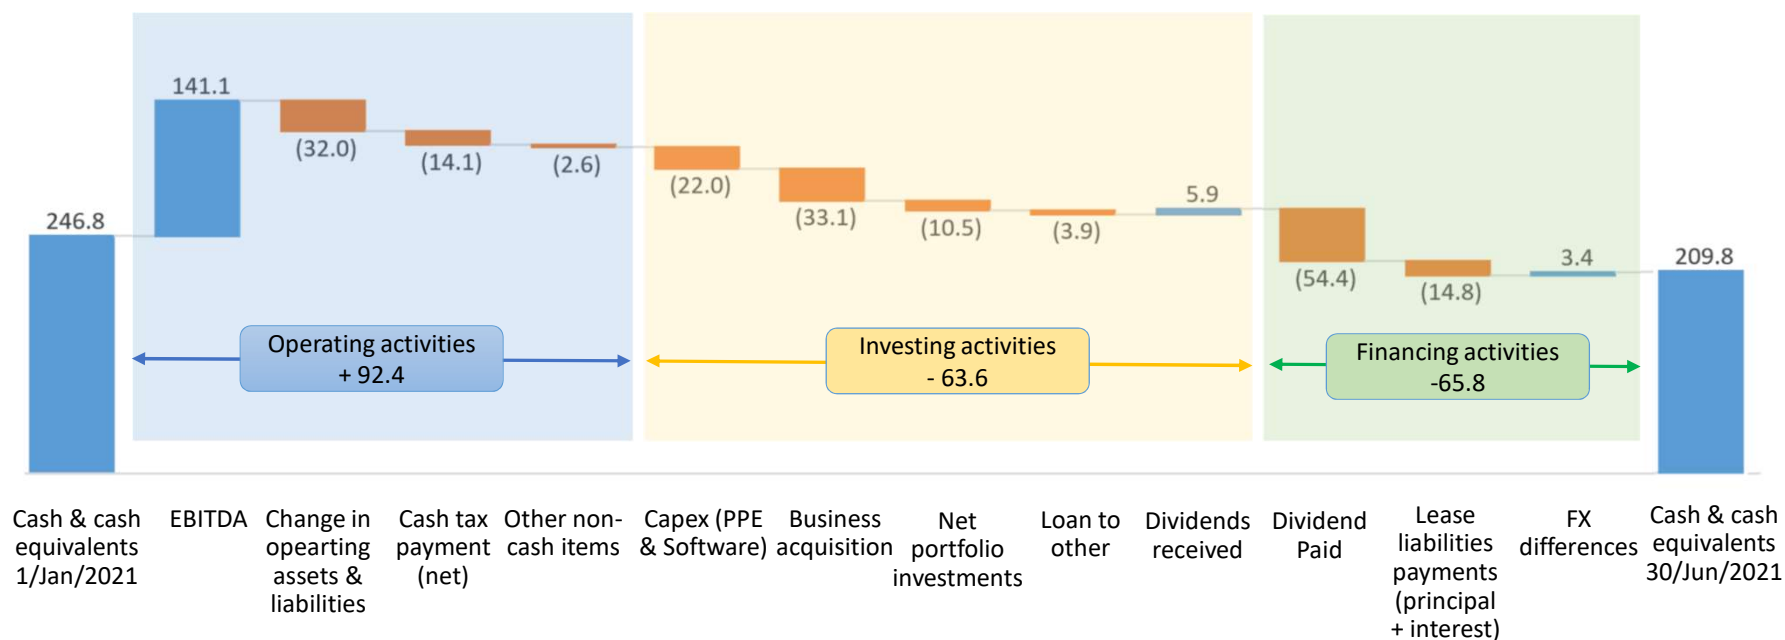 141.1
(32.0)
(14.1)
(2.6)
(22.0)
(33.1)
(10.5)
(3.9)
5.9
(54.4)
(14.8)
3.4
246.8
209.8
Operating activities
+ 92.4
Investing activities
- 63.6
Financing activities
-65.8
Cash & cash
equivalents
1/Jan/2021
EBITDA
Change in
opearting
assets &
liabilities
Cash tax
payment
(net)
Other non-
cash items
Capex (PPE
& Software)
Business
acquisition
Net
portfolio
investments
Loan to
other
Dividends
received
Dividend
Paid
Lease
liabilities
payments
(principal
+ interest)
FX
differences
Cash & cash
equivalents
30/Jun/2021